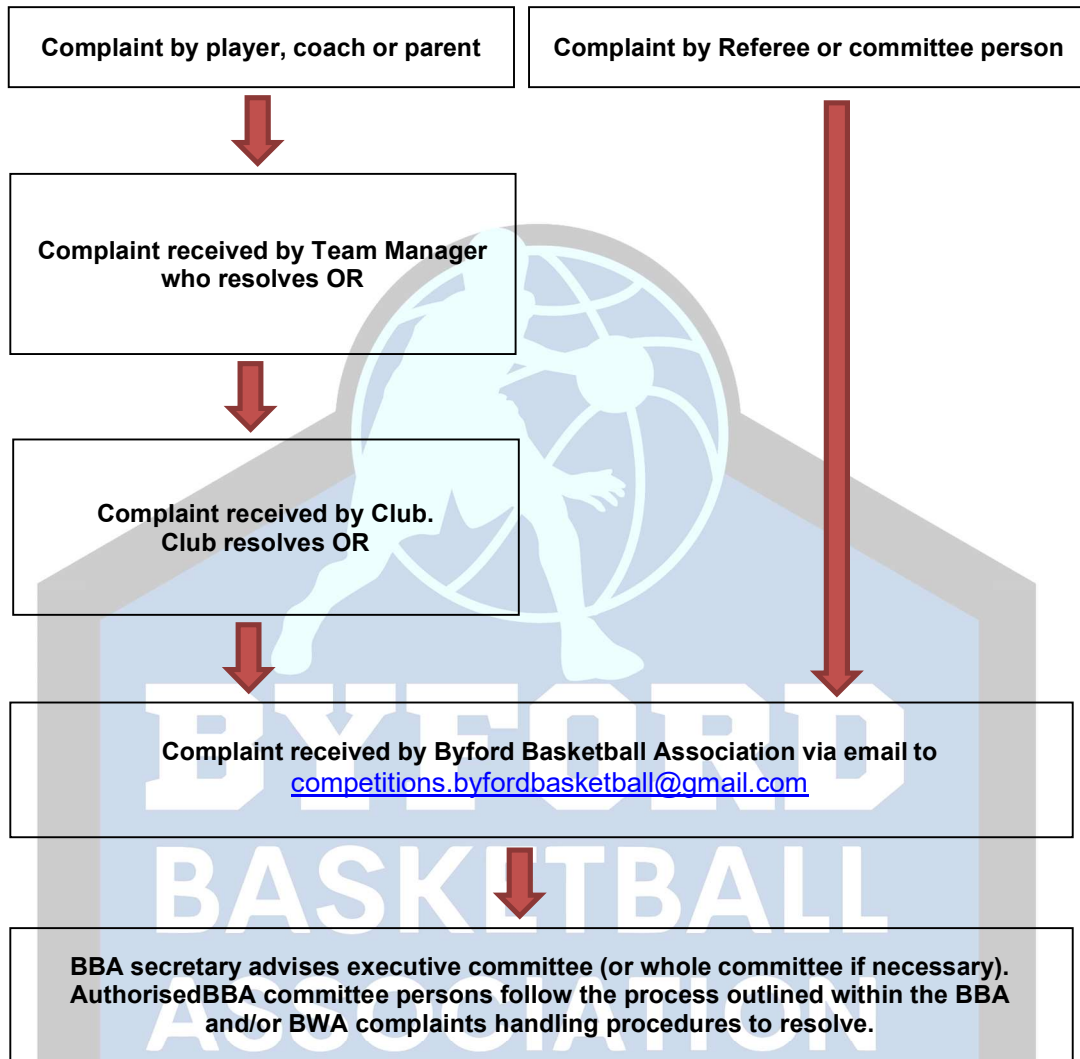 Complaint by player, coach or parent
Complaint by Referee or committee person
Complaint received by Team Manager
who resolves OR
Complaint received by Club.
Club resolves OR
Complaint received by Byford Basketball Association via email to
competitions.byfordbasketball@gmail.com
BBA secretary advises executive committee (or whole committee if necessary).
AuthorisedBBA committee persons follow the process outlined within the BBA
and/or BWA complaints handling procedures to resolve.
BYFORD
BASKETBALL
ASSOCIATION